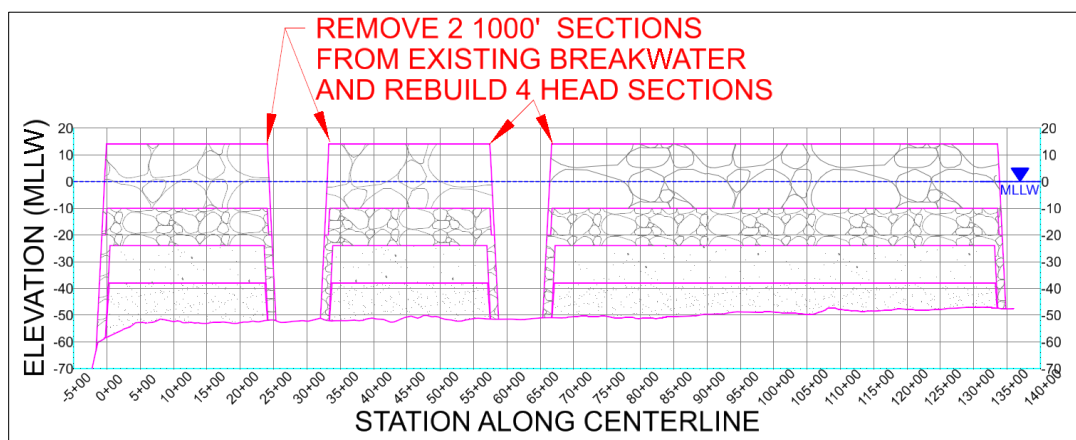 REMOVE 2 1000' SECTIONS
FROM EXISTING BREAKWATER
AND REBUILD 4 HEAD SECTIONS
ELEVATION (MLLW)
20 20
10 10
0 0
MLLW
-10 -10
-20 -20
-30 -30
-40 -40
-50 -50
-60 -60
-70 -70
-5+00 0+00 5+00 10+00 15+00 20+00 25+00 30+00 35+00 40+00 45+00 50+00 55+00 60+00 65+00 70+00 75+00 80+00 85+00 90+00 95+00 100+00 105+00 110+00 115+00 120+00 125+00 130+00 135+00 140+00
STATION ALONG CENTERLINE